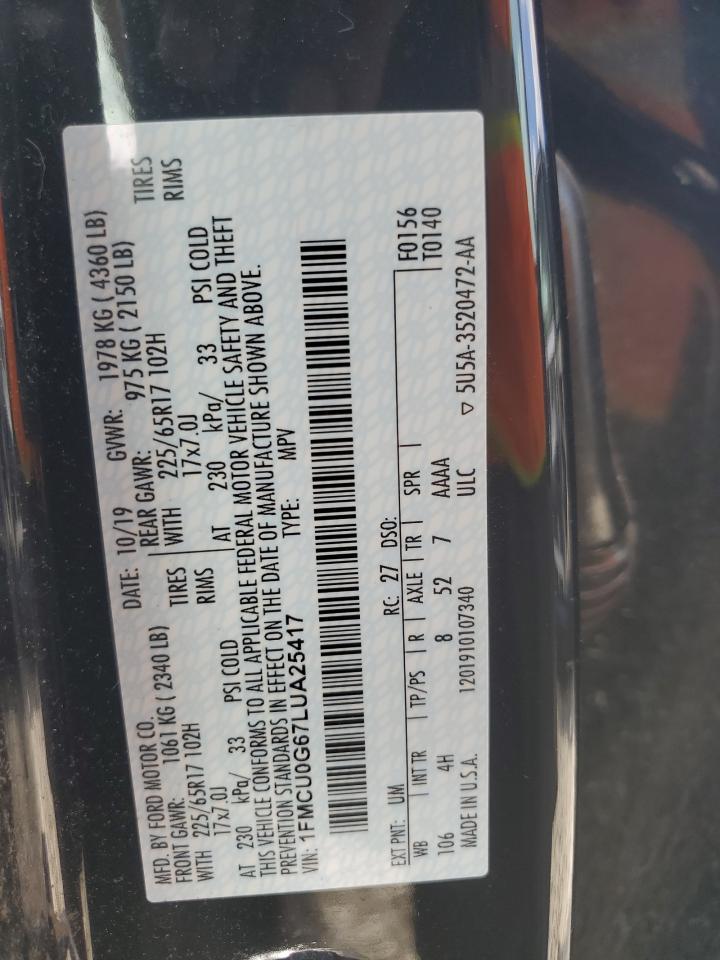 MFD. BY FORD MOTOR CO.
DATE: 10/19 GVWR: 1978 KG ( 4360 LB)
FRONT GAWR: 1061 KG ( 2340 LB) REAR GAWR: 975 KG ( 2150 LB)
WITH 225/65R17 102H TIRES WITH 225/65R17 102H TIRES
17x7.0J RIMS 17x7.0J RIMS
AT 230 kPa/ 33 PSI COLD AT 230 kPa/ 33 PSI COLD
THIS VEHICLE CONFORMS TO ALL APPLICABLE FEDERAL MOTOR VEHICLE SAFETY AND THEFT
PREVENTION STANDARDS IN EFFECT ON THE DATE OF MANUFACTURE SHOWN ABOVE.
VIN: 1FMCU0G67LUA25417 TYPE: MPV
EXT PNT: UM RC: 27 DSO: F0156
WB INT TR TP/PS R AXLE TR SPR T0140
106 4H 8 52 7 AAAA
MADE IN U.S.A. 1201910107340 ULC ▽ 5U5A-3520472-AA